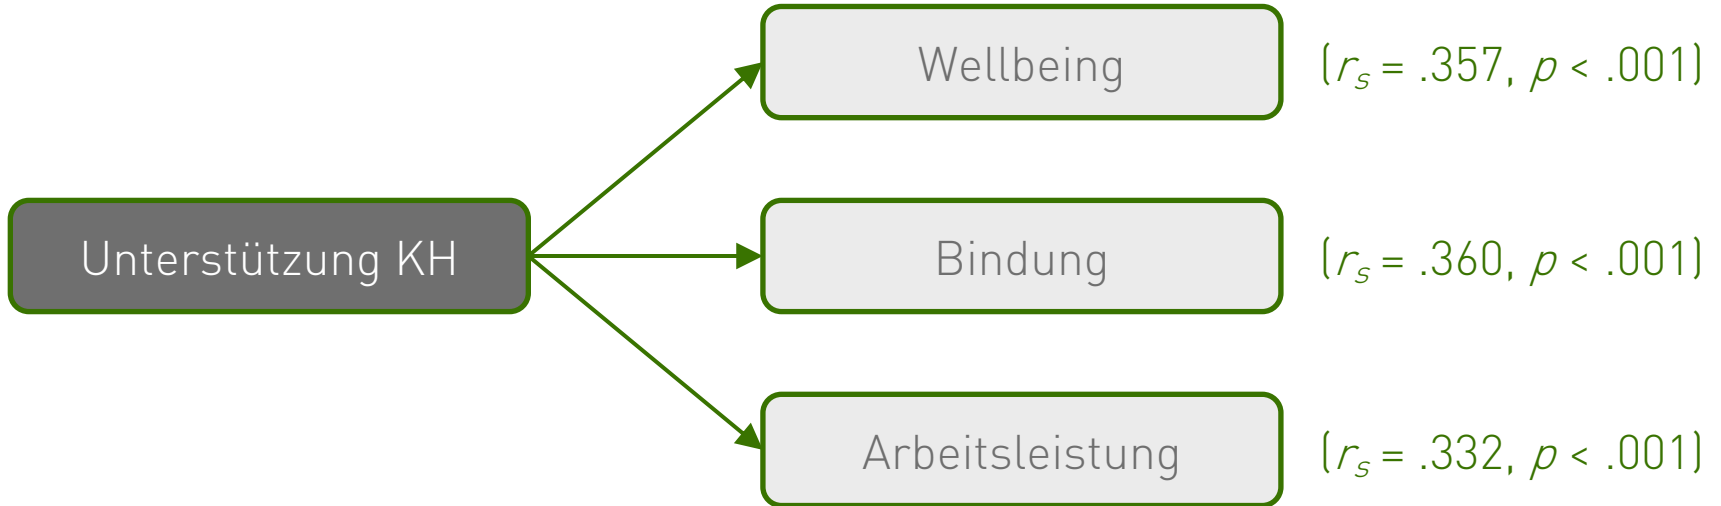 Wellbeing (rₛ = .357, p < .001)
Unterstützung KH Bindung (rₛ = .360, p < .001)
Arbeitsleistung (rₛ = .332, p < .001)